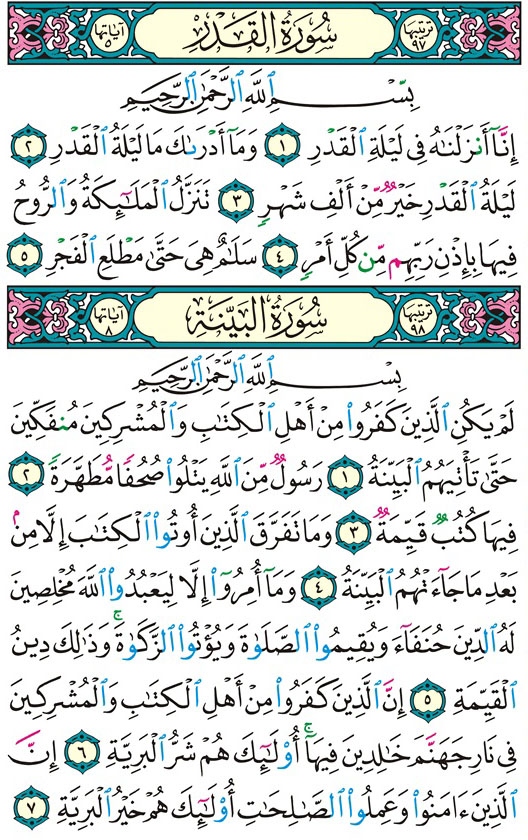 ترتيبها ٩٧ سُورَةُ القَدْرِ آياتها ٥
بِسْمِ ٱللَّهِ ٱلرَّحْمَٰنِ ٱلرَّحِيمِ
إِنَّآ أَنزَلْنَٰهُ فِى لَيْلَةِ ٱلْقَدْرِ ١ وَمَآ أَدْرَىٰكَ مَا لَيْلَةُ ٱلْقَدْرِ ٢
لَيْلَةُ ٱلْقَدْرِ خَيْرٌ مِّنْ أَلْفِ شَهْرٍ ٣ تَنَزَّلُ ٱلْمَلَٰٓئِكَةُ وَٱلرُّوحُ
فِيهَا بِإِذْنِ رَبِّهِم مِّن كُلِّ أَمْرٍ ٤ سَلَٰمٌ هِىَ حَتَّىٰ مَطْلَعِ ٱلْفَجْرِ ٥
ترتيبها ٩٨ سُورَةُ البَيِّنَةِ آياتها ٨
بِسْمِ ٱللَّهِ ٱلرَّحْمَٰنِ ٱلرَّحِيمِ
لَمْ يَكُنِ ٱلَّذِينَ كَفَرُوا۟ مِنْ أَهْلِ ٱلْكِتَٰبِ وَٱلْمُشْرِكِينَ مُنفَكِّينَ
حَتَّىٰ تَأْتِيَهُمُ ٱلْبَيِّنَةُ ١ رَسُولٌ مِّنَ ٱللَّهِ يَتْلُوا۟ صُحُفًا مُّطَهَّرَةً ٢
فِيهَا كُتُبٌ قَيِّمَةٌ ٣ وَمَا تَفَرَّقَ ٱلَّذِينَ أُوتُوا۟ ٱلْكِتَٰبَ إِلَّا مِنۢ
بَعْدِ مَا جَآءَتْهُمُ ٱلْبَيِّنَةُ ٤ وَمَآ أُمِرُوٓا۟ إِلَّا لِيَعْبُدُوا۟ ٱللَّهَ مُخْلِصِينَ
لَهُ ٱلدِّينَ حُنَفَآءَ وَيُقِيمُوا۟ ٱلصَّلَوٰةَ وَيُؤْتُوا۟ ٱلزَّكَوٰةَ ۚ وَذَٰلِكَ دِينُ
ٱلْقَيِّمَةِ ٥ إِنَّ ٱلَّذِينَ كَفَرُوا۟ مِنْ أَهْلِ ٱلْكِتَٰبِ وَٱلْمُشْرِكِينَ
فِى نَارِ جَهَنَّمَ خَٰلِدِينَ فِيهَآ ۚ أُو۟لَٰٓئِكَ هُمْ شَرُّ ٱلْبَرِيَّةِ ٦ إِنَّ
ٱلَّذِينَ ءَامَنُوا۟ وَعَمِلُوا۟ ٱلصَّٰلِحَٰتِ أُو۟لَٰٓئِكَ هُمْ خَيْرُ ٱلْبَرِيَّةِ ٧